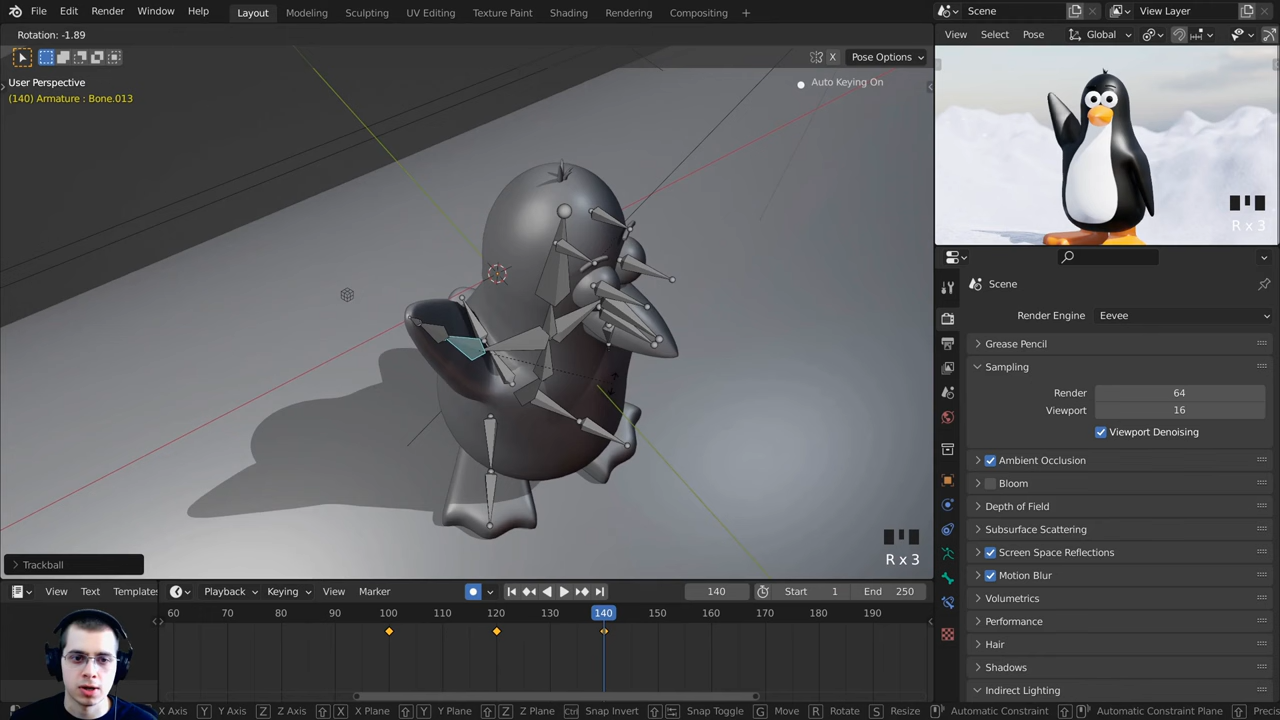 File Edit Render Window Help Layout Modeling Sculpting UV Editing Texture Paint Shading Rendering Compositing + Scene View Layer
Rotation: -1.89
View Select Pose Global
X Pose Options
User Perspective
(140) Armature : Bone.013
Auto Keying On
R x 3
Scene
Render Engine Eevee
Grease Pencil
Sampling
Render 64
Viewport 16
Viewport Denoising
Ambient Occlusion
Bloom
Depth of Field
Subsurface Scattering
Screen Space Reflections
Motion Blur
Volumetrics
Performance
Hair
Shadows
Indirect Lighting
R x 3
Trackball
View Text Templates Playback Keying View Marker 140 Start 1 End 250
60 70 80 90 100 110 120 130 140 150 160 170 180 190
X Axis Y Y Axis Z Z Axis X X Plane Y Y Plane Z Z Plane Ctrl Snap Invert Snap Toggle G Move R Rotate S Resize Automatic Constraint Automatic Constraint Plane Precis